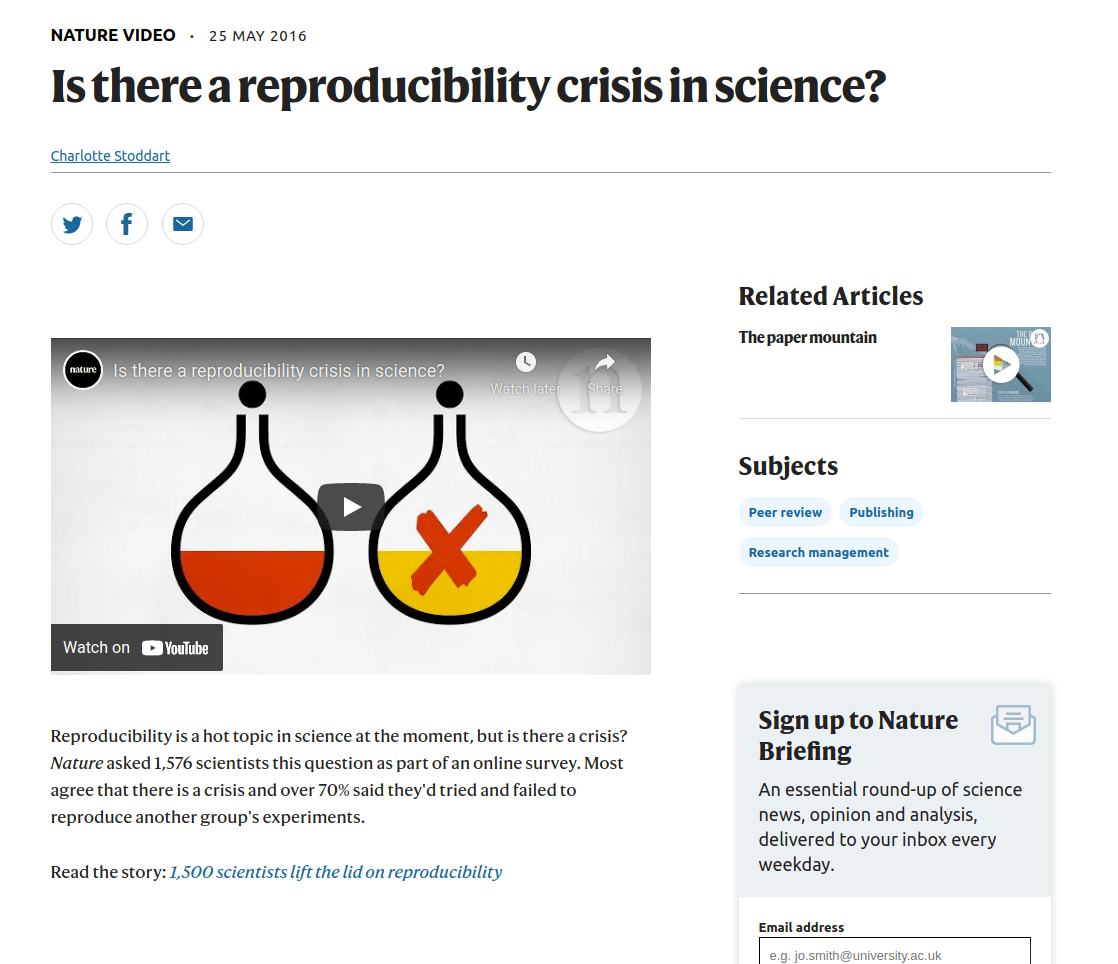 NATURE VIDEO · 25 MAY 2016
Is there a reproducibility crisis in science?
Charlotte Stoddart
nature
Is there a reproducibility crisis in science?
Watch later
Share
n
Watch on YouTube
Reproducibility is a hot topic in science at the moment, but is there a crisis?
Nature asked 1,576 scientists this question as part of an online survey. Most
agree that there is a crisis and over 70% said they'd tried and failed to
reproduce another group's experiments.
Read the story: 1,500 scientists lift the lid on reproducibility
Related Articles
The paper mountain
Subjects
Peer review
Publishing
Research management
Sign up to Nature
Briefing
An essential round-up of science
news, opinion and analysis,
delivered to your inbox every
weekday.
Email address
e.g. jo.smith@university.ac.uk